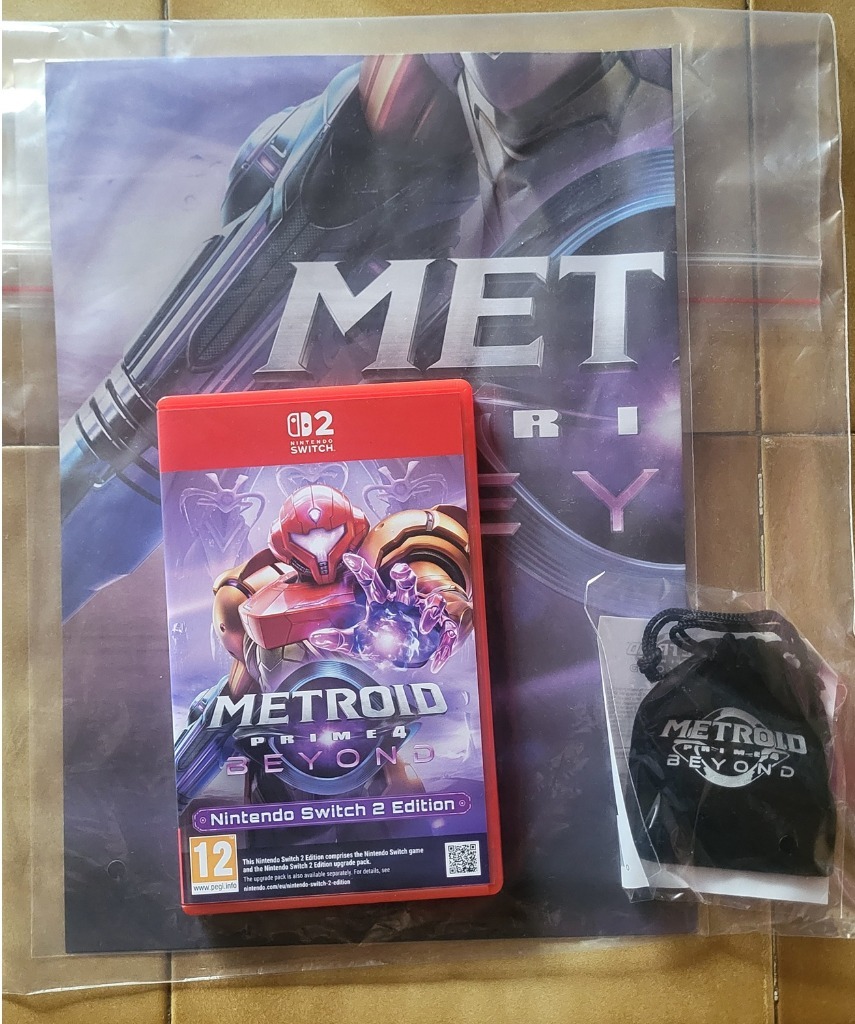 MET
RI
EY
2
NINTENDO
SWITCH
METROID
PRIME 4
BEYOND
Nintendo Switch 2 Edition
12
www.pegi.info
This Nintendo Switch 2 Edition comprises the Nintendo Switch game
and the Nintendo Switch 2 Edition upgrade pack.
The upgrade pack is also available separately. For details, see
nintendo.com/eu/nintendo-switch-2-edition
METROID
PRIME 4
BEYOND